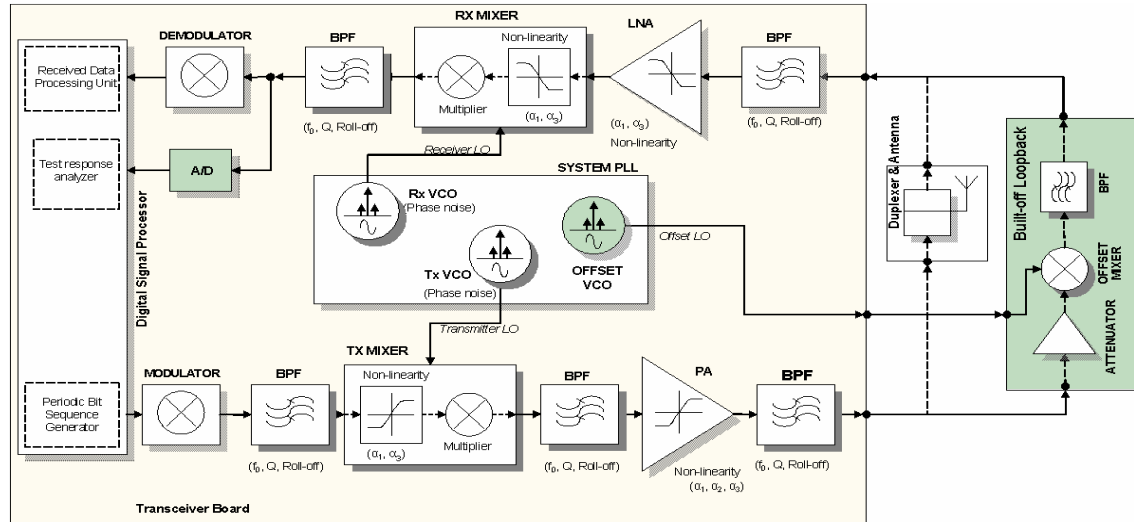 RX MIXER
LNA
DEMODULATOR
BPF
Non-linearity
BPF
Received Data
Processing Unit
Multiplier
(α1, α3)
(α1, α3)
Non-linearity
(f0, Q, Roll-off)
(f0, Q, Roll-off)
Receiver LO
Test response
analyzer
A/D
SYSTEM PLL
Rx VCO
(Phase noise)
Tx VCO
(Phase noise)
OFFSET
VCO
Offset LO
Digital Signal Processor
Duplexer & Antenna
Built-off Loopback
BPF
OFFSET
MIXER
ATTENUATOR
Transmitter LO
TX MIXER
MODULATOR
BPF
Non-linearity
BPF
PA
BPF
Periodic Bit
Sequence
Generator
Multiplier
(α1, α3)
(f0, Q, Roll-off)
(f0, Q, Roll-off)
Non-linearity
(α1, α2, α3)
(f0, Q, Roll-off)
Transceiver Board